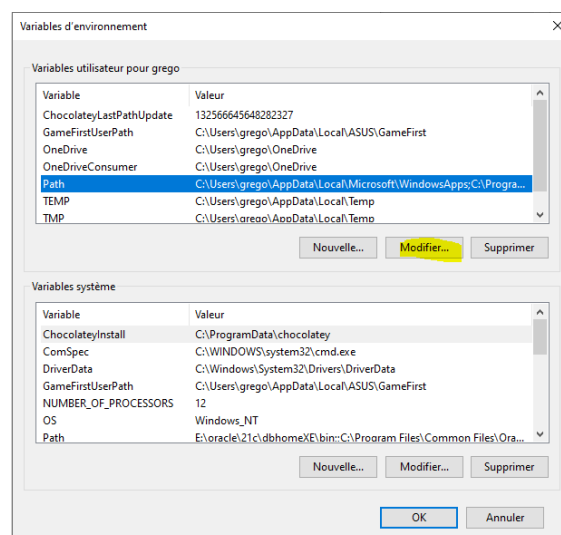 Variables d'environnement
Variables utilisateur pour grego
Variable Valeur
ChocolateyLastPathUpdate 132566645648282327
GameFirstUserPath C:\Users\grego\AppData\Local\ASUS\GameFirst
OneDrive C:\Users\grego\OneDrive
OneDriveConsumer C:\Users\grego\OneDrive
Path C:\Users\grego\AppData\Local\Microsoft\WindowsApps;C:\Progra...
TEMP C:\Users\grego\AppData\Local\Temp
TMP C:\Users\grego\AppData\Local\Temp
Nouvelle... Modifier... Supprimer
Variables système
Variable Valeur
ChocolateyInstall C:\ProgramData\chocolatey
ComSpec C:\WINDOWS\system32\cmd.exe
DriverData C:\Windows\System32\Drivers\DriverData
GameFirstUserPath C:\Users\grego\AppData\Local\ASUS\GameFirst
NUMBER_OF_PROCESSORS 12
OS Windows_NT
Path E:\oracle\21c\dbhomeXE\bin;;C:\Program Files\Common Files\Ora...
Nouvelle... Modifier... Supprimer
OK Annuler